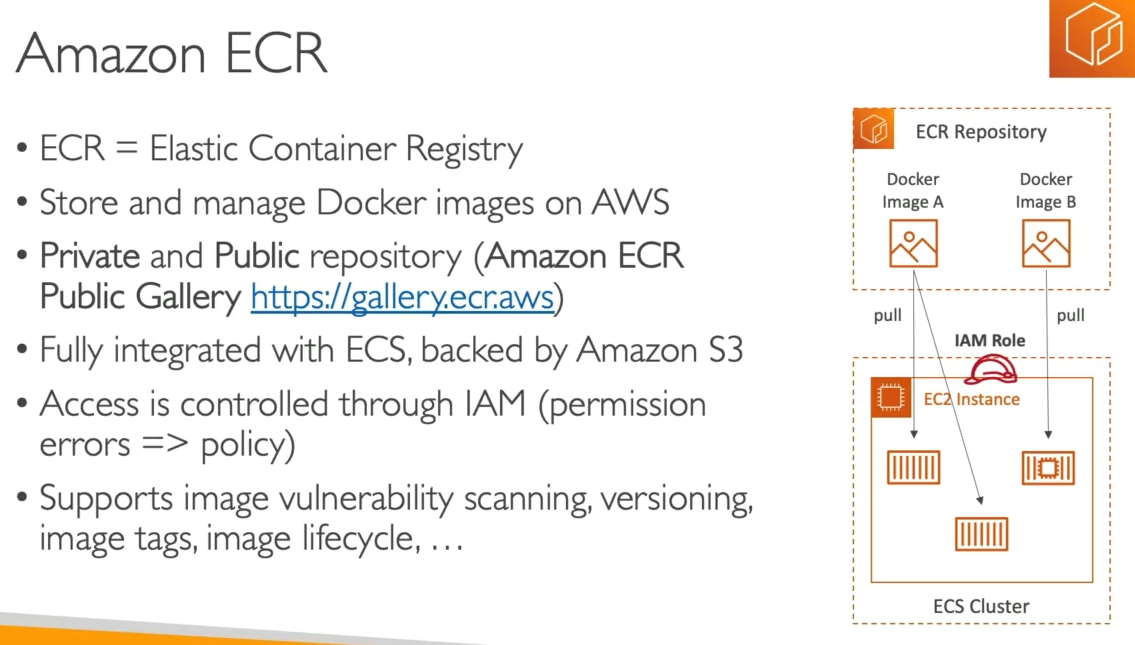 Amazon ECR
• ECR = Elastic Container Registry
• Store and manage Docker images on AWS
• Private and Public repository (Amazon ECR
Public Gallery https://gallery.ecr.aws)
• Fully integrated with ECS, backed by Amazon S3
• Access is controlled through IAM (permission
errors => policy)
• Supports image vulnerability scanning, versioning,
image tags, image lifecycle, …
ECR Repository
Docker
Image A
Docker
Image B
pull
pull
IAM Role
EC2 Instance
ECS Cluster